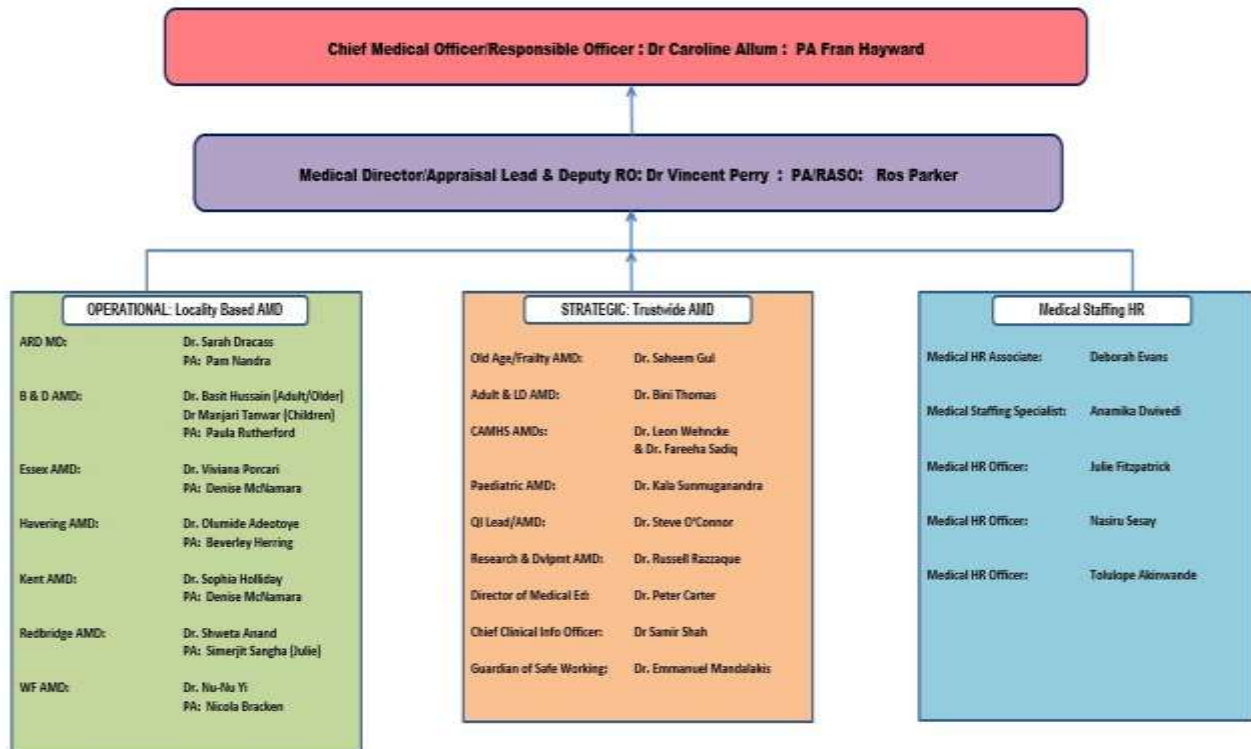 Chief Medical Officer/Responsible Officer : Dr Caroline Allum : PA Fran Hayward
Medical Director/Appraisal Lead & Deputy RO: Dr Vincent Perry : PA/RASO: Ros Parker
OPERATIONAL: Locality Based AMD
ARD MD: Dr. Sarah Dracass
PA: Pam Nandra
B & D AMD: Dr. Basit Hussain (Adult/Older)
Dr Manjari Tanwar (Children)
PA: Paula Rutherford
Essex AMD: Dr. Viviana Porcari
PA: Denise McNamara
Havering AMD: Dr. Olumide Adeotoye
PA: Beverley Herring
Kent AMD: Dr. Sophia Holliday
PA: Denise McNamara
Redbridge AMD: Dr. Shweta Anand
PA: Simerjit Sangha (Julie)
WF AMD: Dr. Nu-Nu Yi
PA: Nicola Bracken
STRATEGIC: Trustwide AMD
Old Age/Frailty AMD: Dr. Saheem Gul
Adult & LD AMD: Dr. Bini Thomas
CAMHS AMDs: Dr. Leon Wehncke
& Dr. Fareeha Sadiq
Paediatric AMD: Dr. Kala Sunmuganandra
QI Lead/AMD: Dr. Steve O'Connor
Research & Dvlpmt AMD: Dr. Russell Razzaque
Director of Medical Ed: Dr. Peter Carter
Chief Clinical Info Officer: Dr Samir Shah
Guardian of Safe Working: Dr. Emmanuel Mandalakis
Medical Staffing HR
Medical HR Associate: Deborah Evans
Medical Staffing Specialist: Anamika Dwivedi
Medical HR Officer: Julie Fitzpatrick
Medical HR Officer: Nasiru Sesay
Medical HR Officer: Tolulope Akinwande